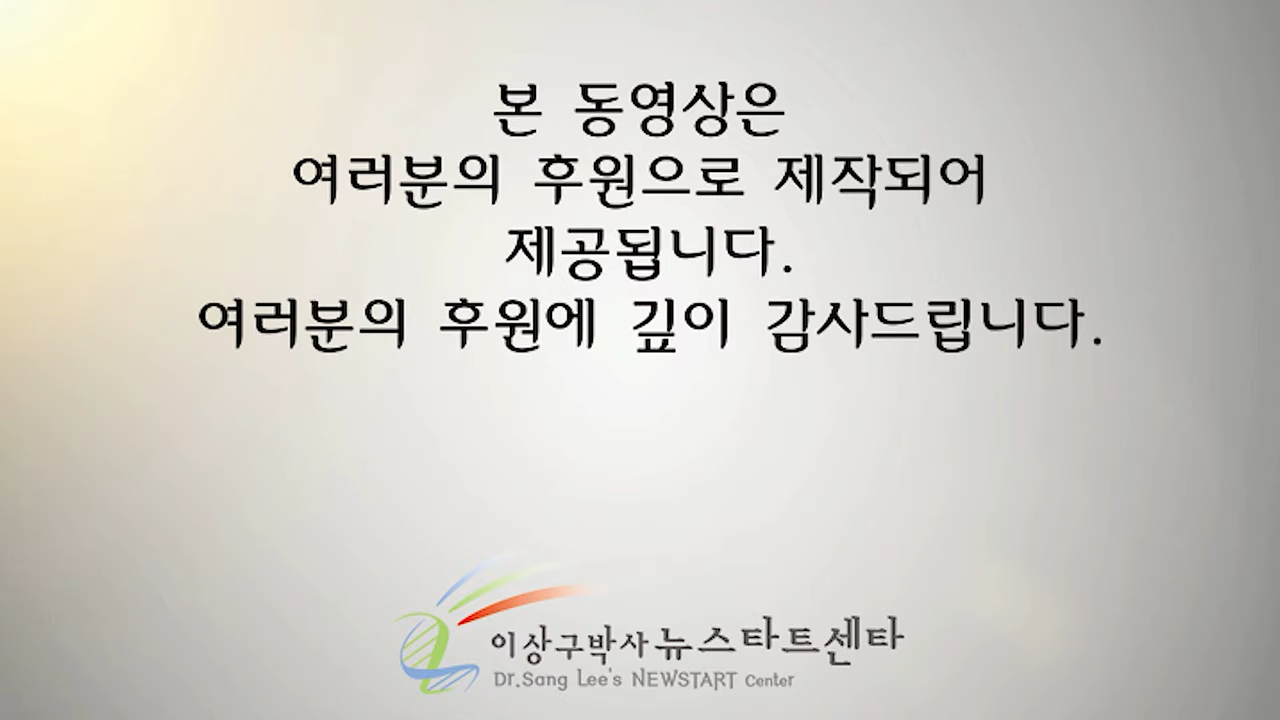 본 동영상은
여러분의 후원으로 제작되어
제공됩니다.
여러분의 후원에 깊이 감사드립니다.
이상구박사 뉴스타트센타
Dr.Sang Lee's NEWSTART Center